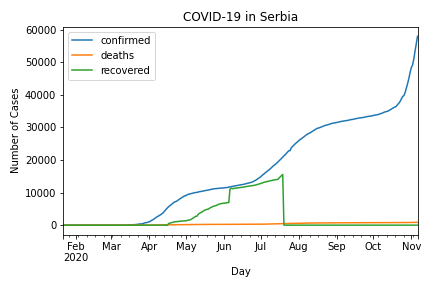 COVID-19 in Serbia
confirmed
deaths
recovered
Number of Cases
60000
50000
40000
30000
20000
10000
0
Feb Mar Apr May Jun Jul Aug Sep Oct Nov
2020
Day